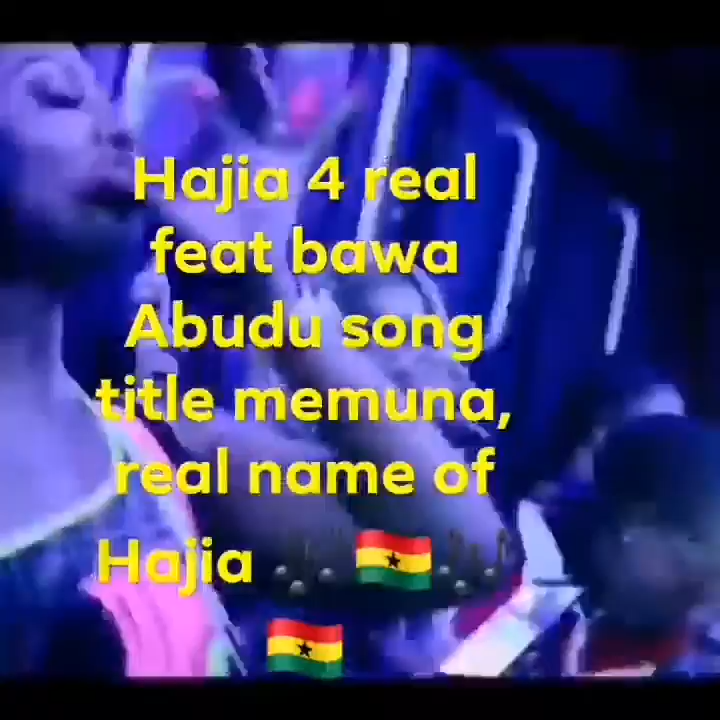 Hajia 4 real
feat bawa
Abudu song
title memuna,
real name of
Hajia 🎶 🇬🇭 🎶
🇬🇭